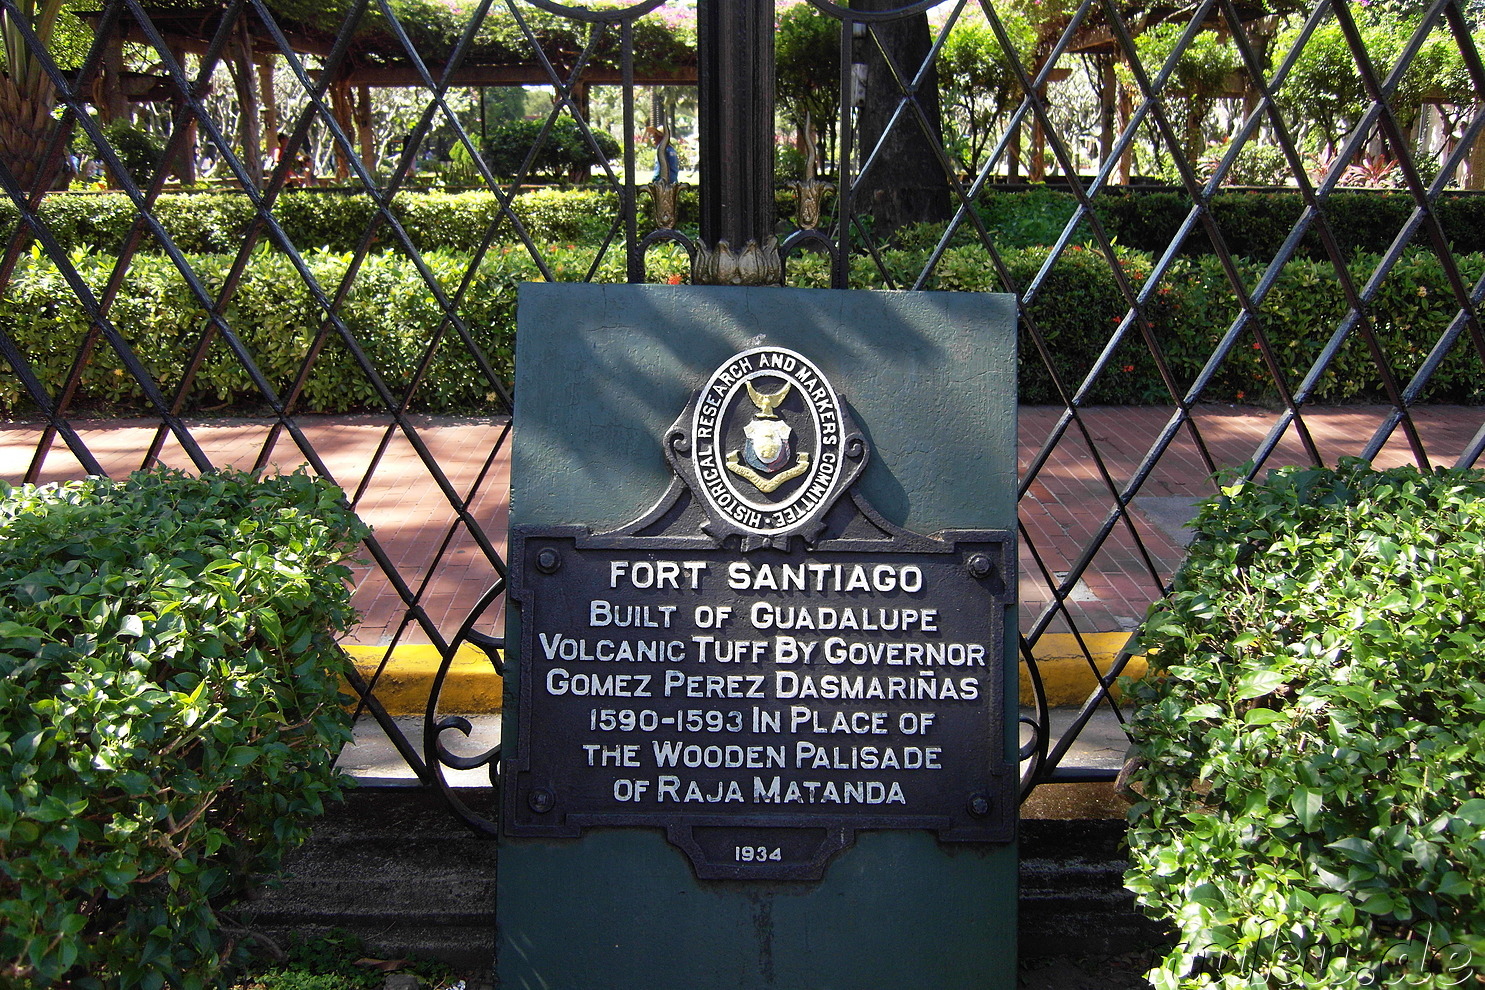 HISTORICAL RESEARCH AND MARKERS COMMITTEE
FORT SANTIAGO
BUILT OF GUADALUPE
VOLCANIC TUFF BY GOVERNOR
GOMEZ PEREZ DASMARIÑAS
1590-1593 IN PLACE OF
THE WOODEN PALISADE
OF RAJA MATANDA
1934